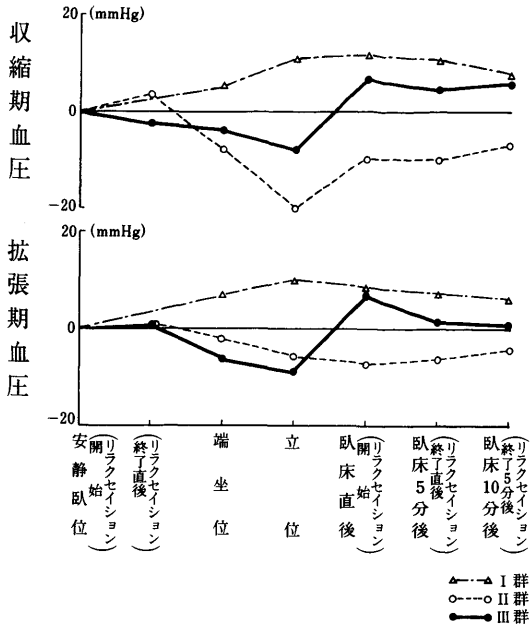 収縮期血圧
20
(mmHg)
0
−20
拡張期血圧
20
(mmHg)
0
−20
安静臥位
(リラクセイション開始)
(リラクセイション終了直後)
端坐位
立位
臥床直後
(リラクセイション開始)
臥床5分後
(リラクセイション終了直後)
臥床10分後
(リラクセイション終了5分後)
I 群
II 群
III 群